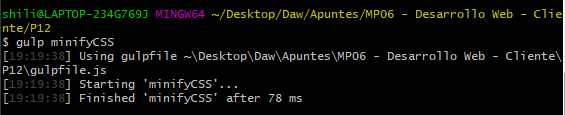 shili@LAPTOP-234G769J MINGW64 ~/Desktop/Daw/Apuntes/MP06 - Desarrollo Web - Clie
nte/P12
$ gulp minifyCSS
[19:19:38] Using gulpfile ~\Desktop\Daw\Apuntes\MP06 - Desarrollo Web - Cliente\
P12\gulpfile.js
[19:19:38] Starting 'minifyCSS'...
[19:19:38] Finished 'minifyCSS' after 78 ms